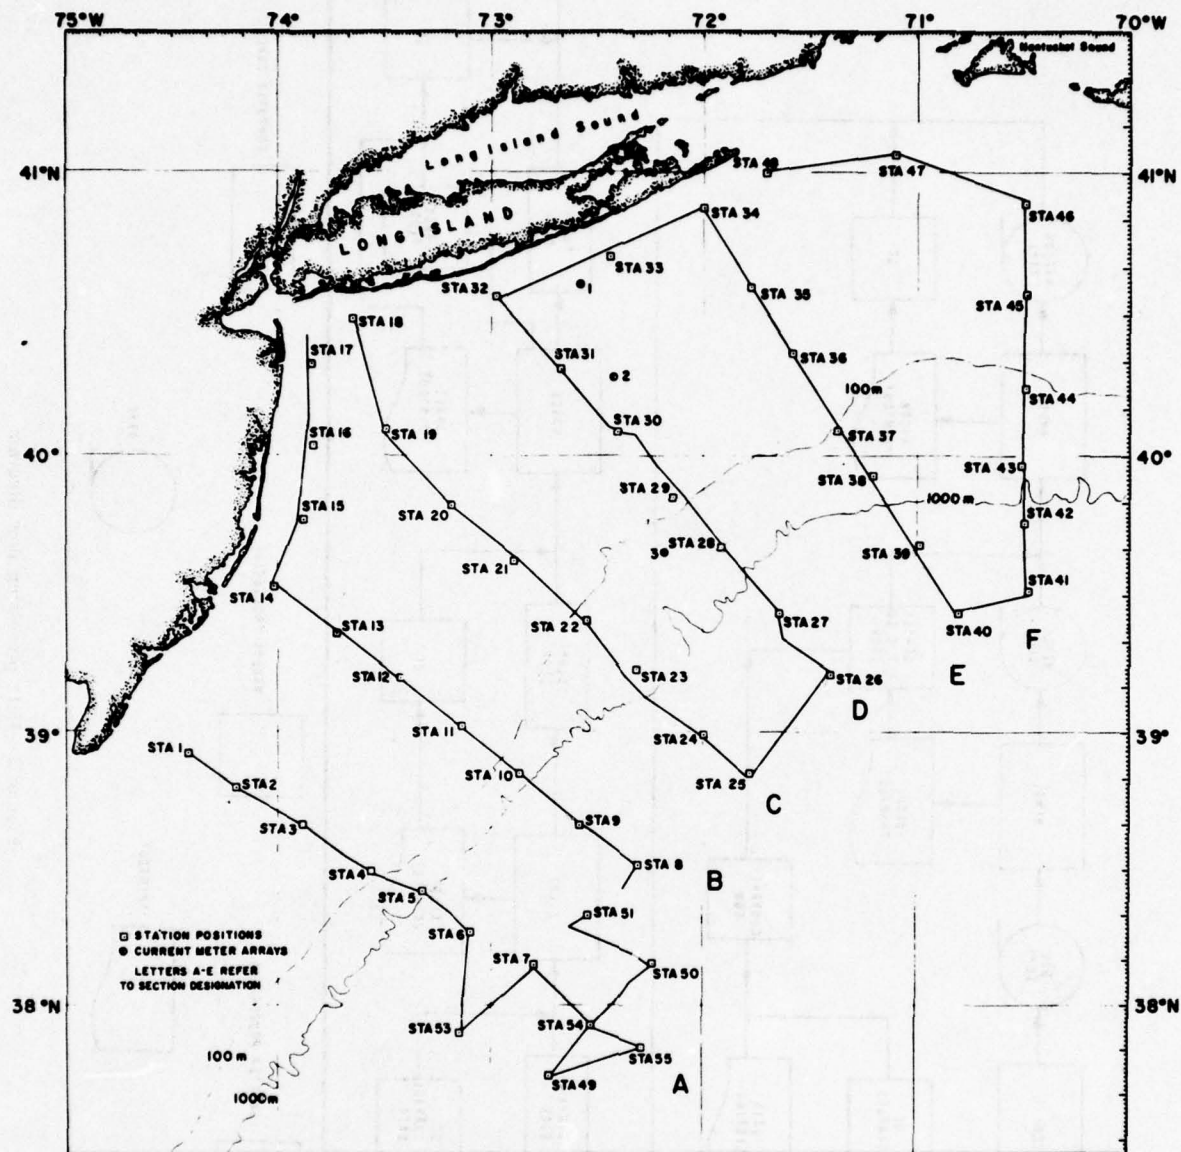 75°W 74° 73° 72° 71° 70°W
Nantucket Sound
Long Island Sound
41°N 41°N
STA 48
STA 47
LONG ISLAND
STA 34
STA 46
STA 33
STA 32
1
STA 35
STA 45
STA 18
STA 17
STA 31
2
STA 36
100m
STA 44
STA 16
STA 19
STA 30
STA 37
40° 40°
STA 43
STA 38
STA 29
1000 m
STA 15
STA 20
STA 42
3
STA 28
STA 39
STA 21
STA 14
STA 41
STA 13
STA 22
STA 27
STA 40
F
STA 12
STA 23
STA 26
E
D
STA 11
STA 24
39° 39°
STA 1
STA 2
STA 10
STA 25
C
STA 3
STA 9
STA 4
STA 8
B
STA 5
STA 51
STA 6
STATION POSITIONS
CURRENT METER ARRAYS
LETTERS A-E REFER
TO SECTION DESIGNATION
STA 7
STA 50
38°N 38°N
STA 53
STA 54
100 m
STA 55
STA 49
A
1000m